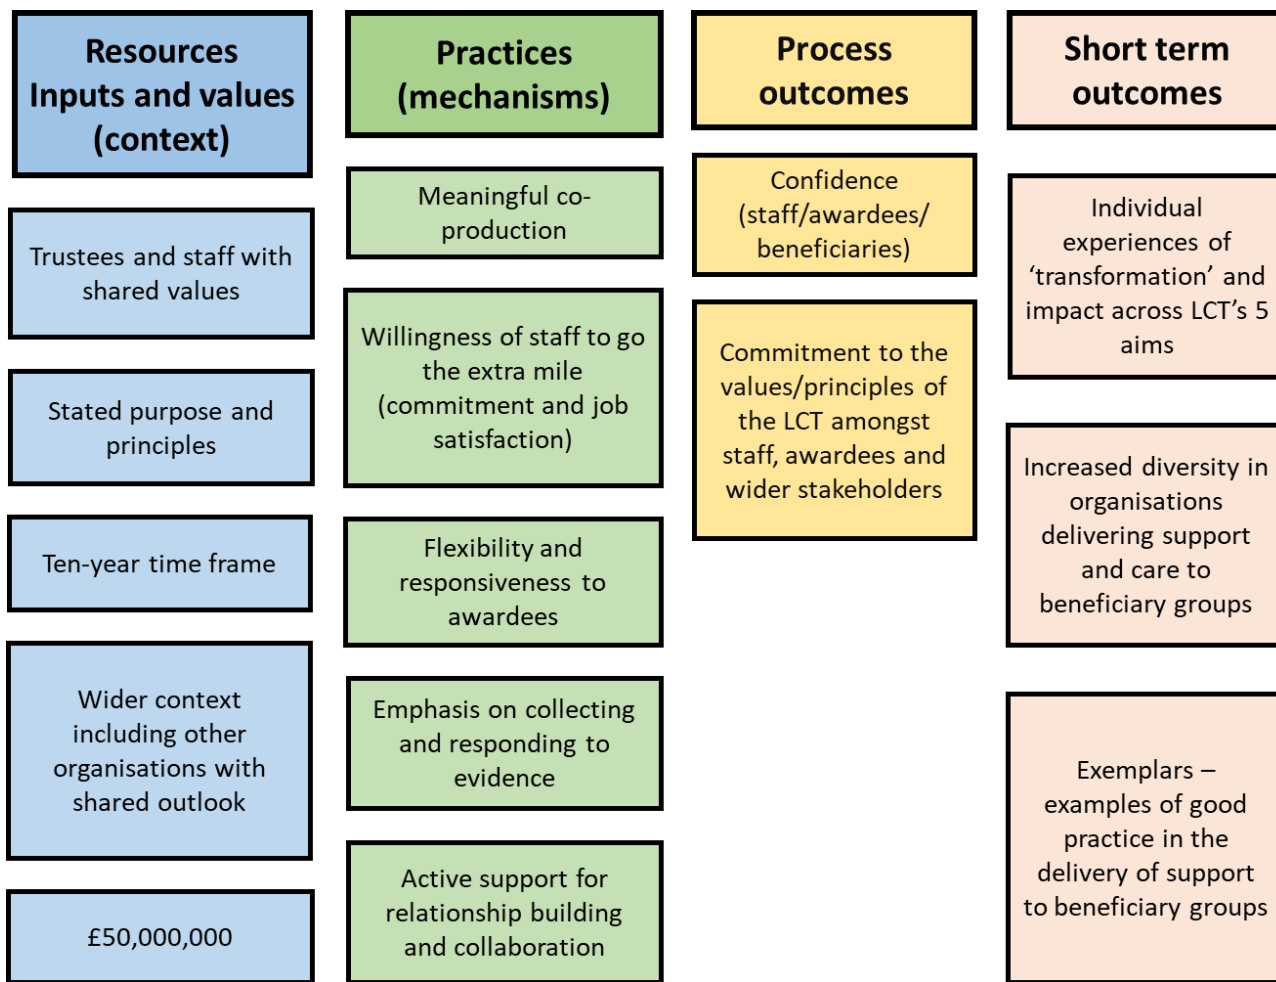 Resources
Inputs and values
(context)
Trustees and staff with
shared values
Stated purpose and
principles
Ten-year time frame
Wider context
including other
organisations with
shared outlook
£50,000,000
Practices
(mechanisms)
Meaningful co-
production
Willingness of staff to go
the extra mile
(commitment and job
satisfaction)
Flexibility and
responsiveness to
awardees
Emphasis on collecting
and responding to
evidence
Active support for
relationship building
and collaboration
Process
outcomes
Confidence
(staff/awardees/
beneficiaries)
Commitment to the
values/principles of
the LCT amongst
staff, awardees and
wider stakeholders
Short term
outcomes
Individual
experiences of
‘transformation’ and
impact across LCT’s 5
aims
Increased diversity in
organisations
delivering support
and care to
beneficiary groups
Exemplars –
examples of good
practice in the
delivery of support
to beneficiary groups